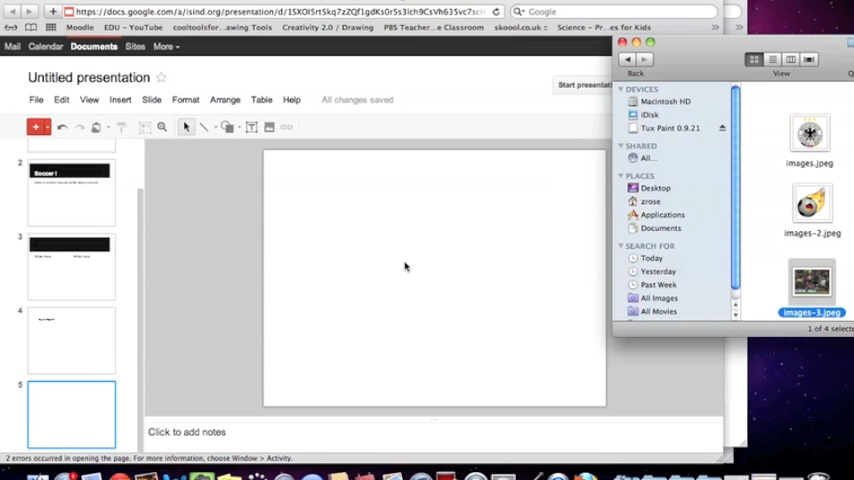 https://docs.google.com/a/isind.org/presentation/d/1SXOI5rt5kq7zZQf1gdKs0r5s3lch9CsVh635vc7sch
Google
Moodle
EDU - YouTube
cooltoolsfor...awing Tools
Creativity 2.0 / Drawing
PBS Teacher...e Classroom
skoool.co.uk
Science - Pr...es for Kids
Mail Calendar Documents Sites More
Untitled presentation
Start presentati
File Edit View Insert Slide Format Arrange Table Help All changes saved
2
Soccer!
3
4
5
Click to add notes
2 errors occurred in opening the page. For more information, choose Window > Activity.
Back
View
Q
DEVICES
Macintosh HD
iDisk
Tux Paint 0.9.21
SHARED
All...
PLACES
Desktop
zrose
Applications
Documents
SEARCH FOR
Today
Yesterday
Past Week
All Images
All Movies
images.jpeg
images-2.jpeg
images-3.jpeg
1 of 4 selecte